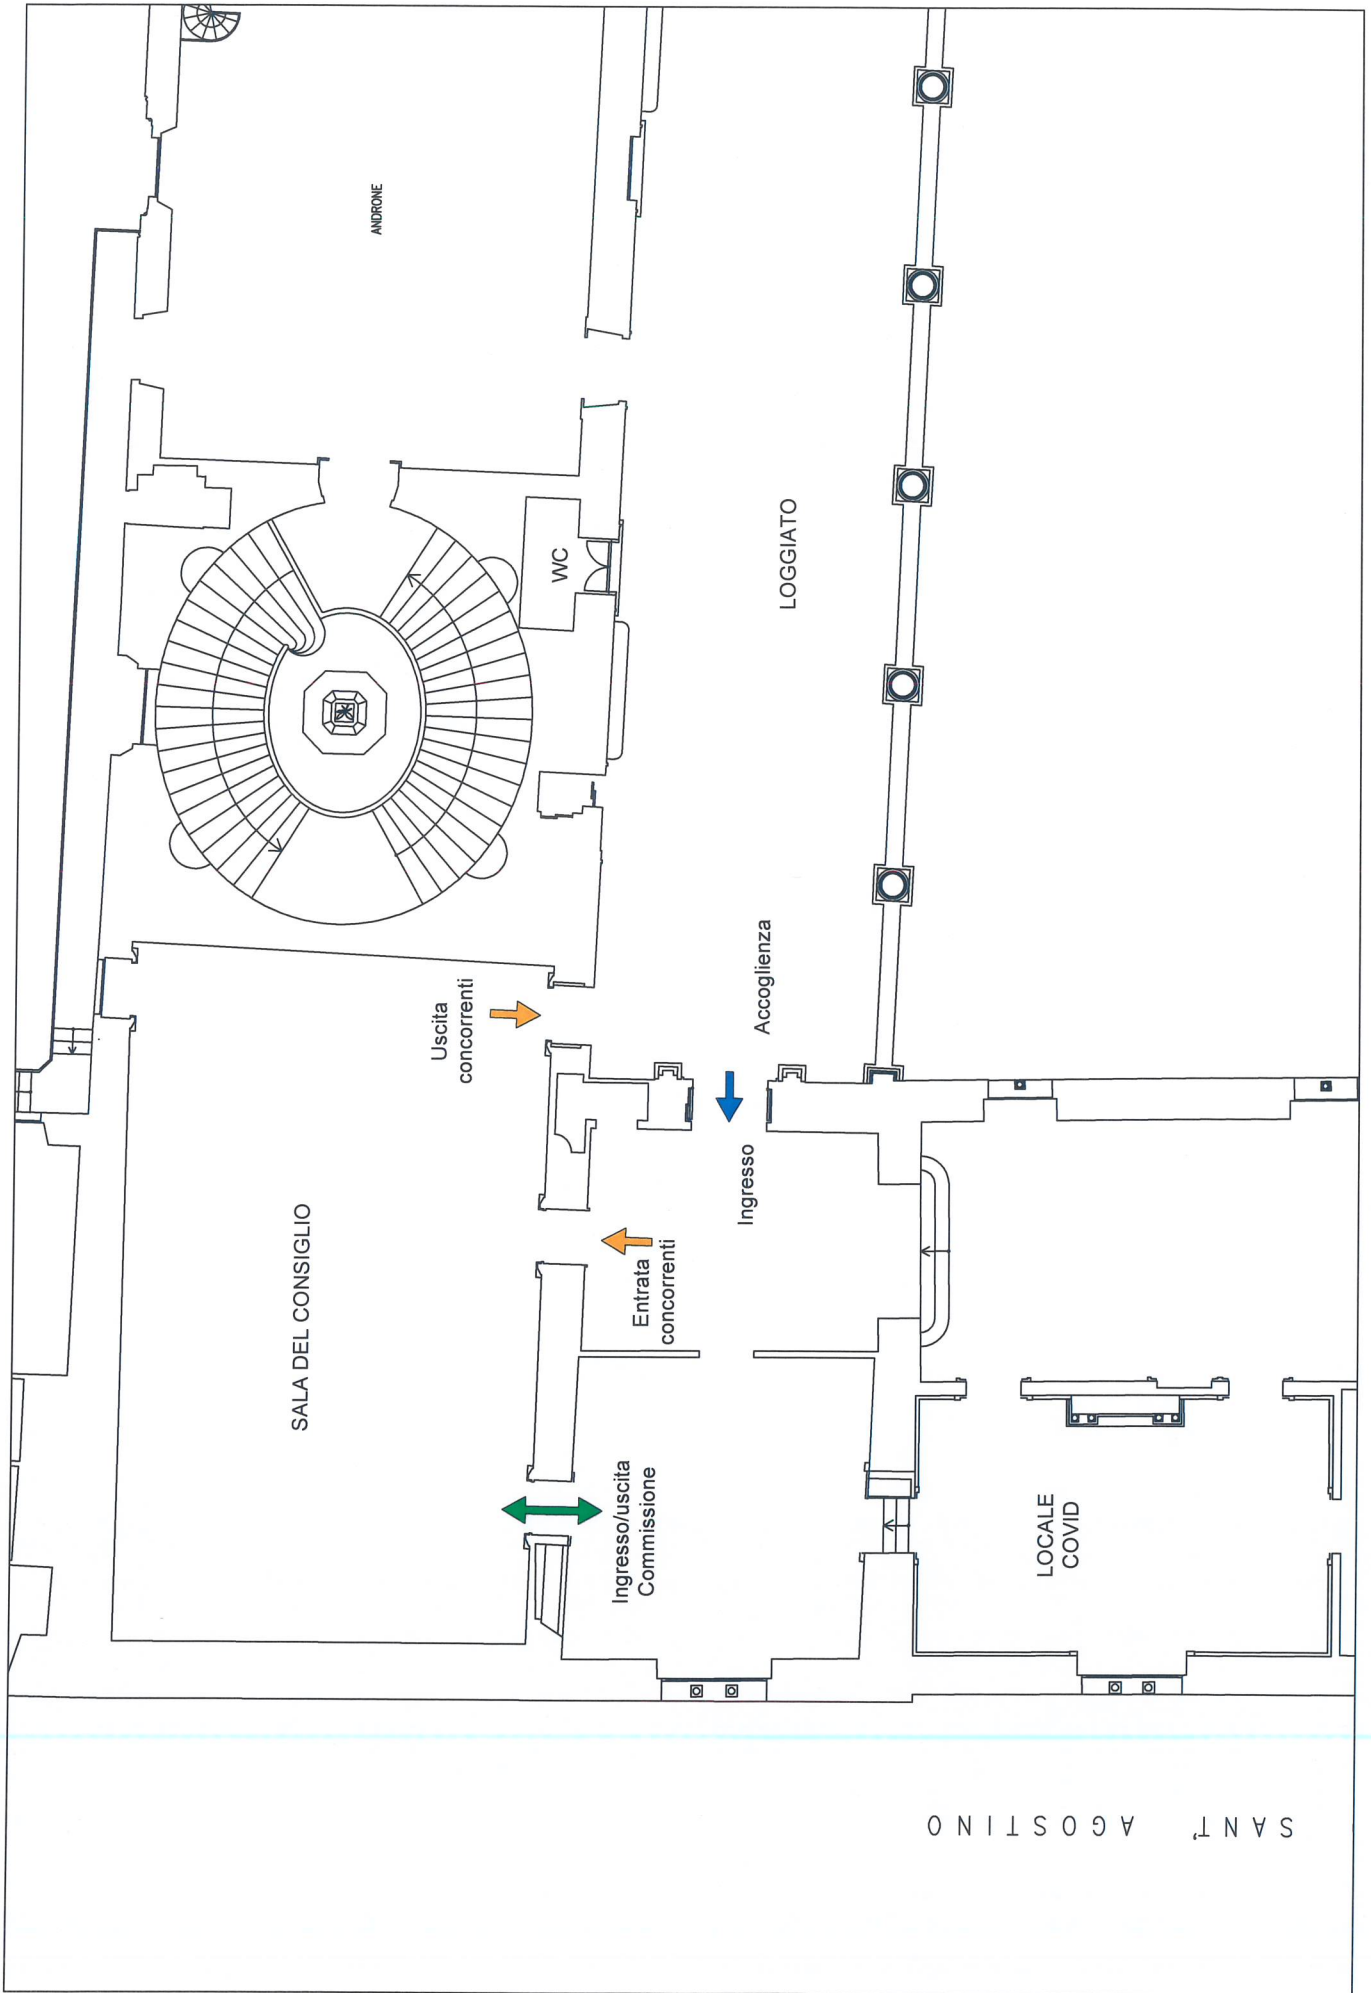 ANDRONE
WC
LOGGIATO
Uscita
concorrenti
Accoglienza
SALA DEL CONSIGLIO
Entrata
concorrenti
Ingresso
Ingresso/uscita
Commissione
LOCALE
COVID
SANT' AGOSTINO